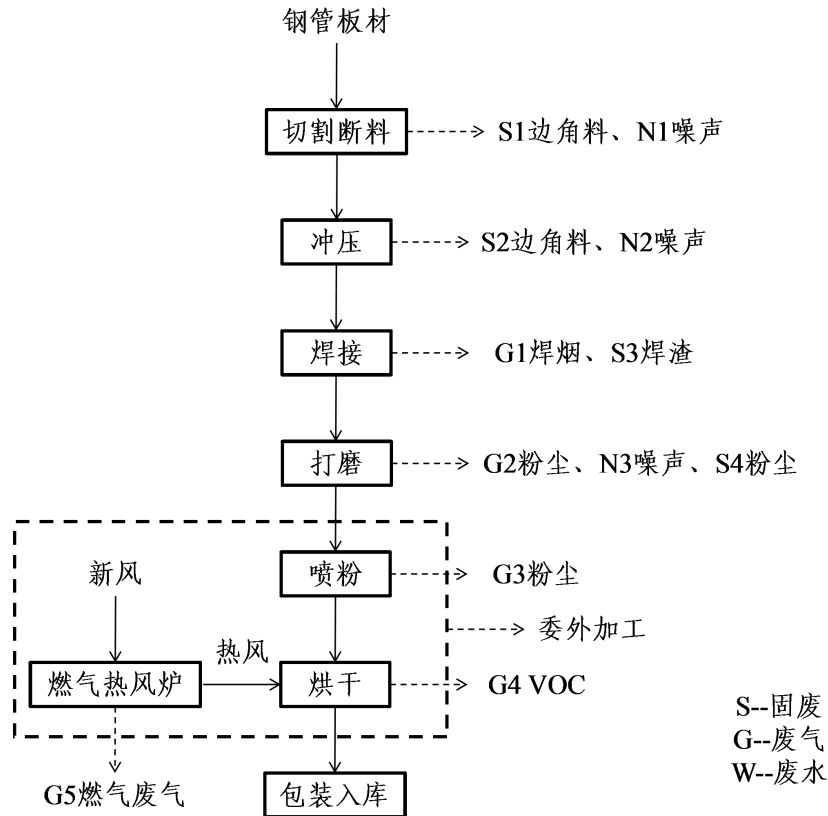 钢管板材
切割断料
S1边角料、N1噪声
冲压
S2边角料、N2噪声
焊接
G1焊烟、S3焊渣
打磨
G2粉尘、N3噪声、S4粉尘
新风
喷粉
G3粉尘
委外加工
热风
燃气热风炉
烘干
G4 VOC
S--固废
G--废气
W--废水
G5燃气废气
包装入库